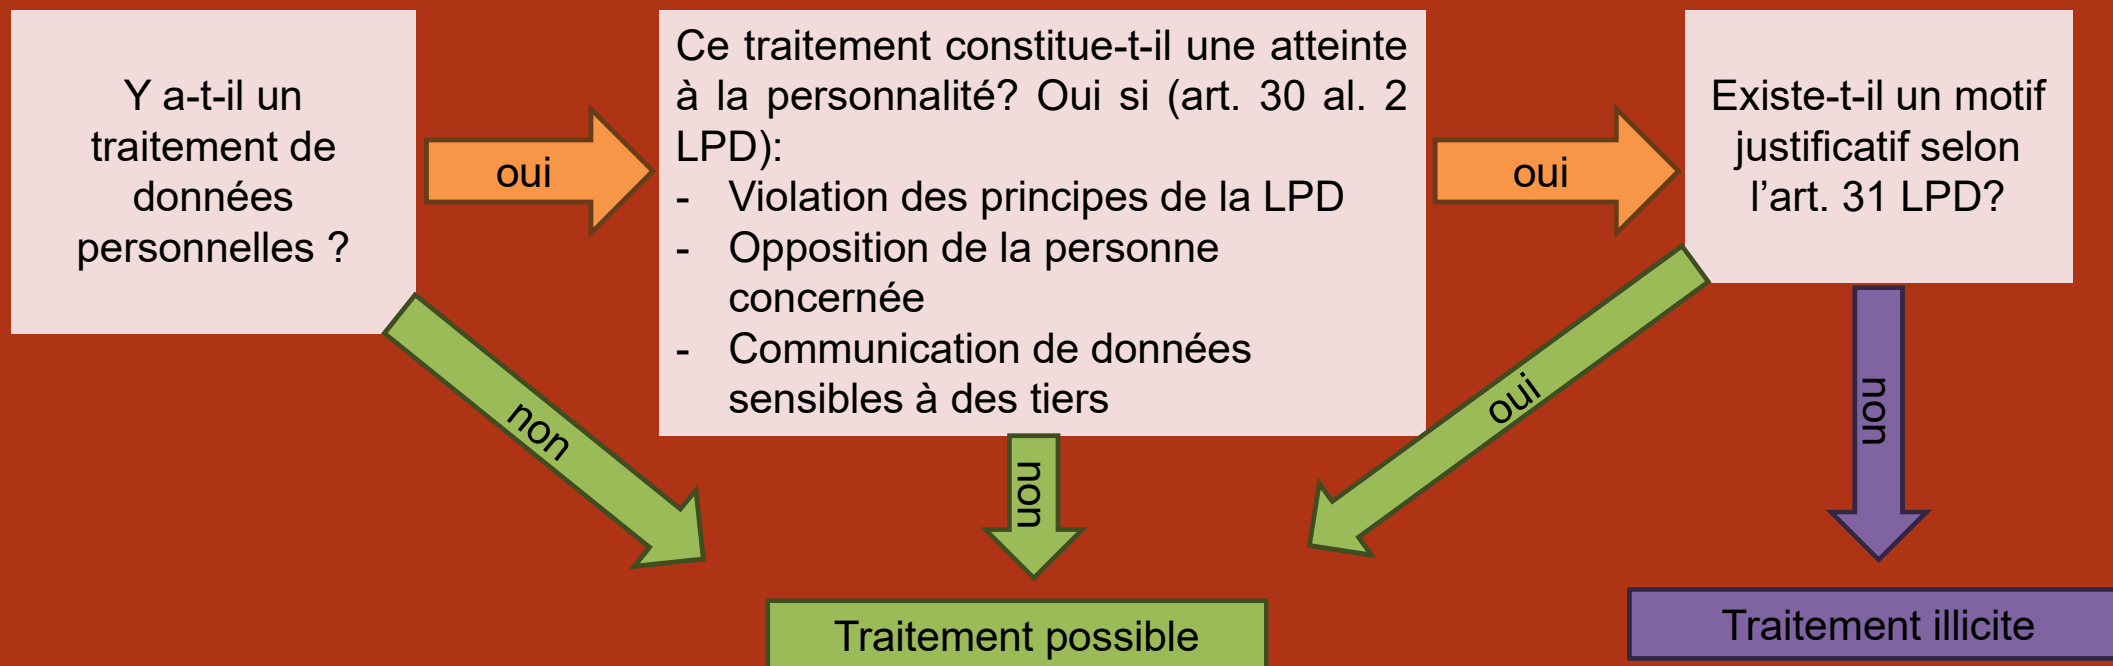 Y a-t-il un
traitement de
données
personnelles ?
oui
Ce traitement constitue-t-il une atteinte
à la personnalité? Oui si (art. 30 al. 2
LPD):
- Violation des principes de la LPD
- Opposition de la personne
concernée
- Communication de données
sensibles à des tiers
oui
Existe-t-il un motif
justificatif selon
l’art. 31 LPD?
non
non
oui
non
Traitement possible
Traitement illicite